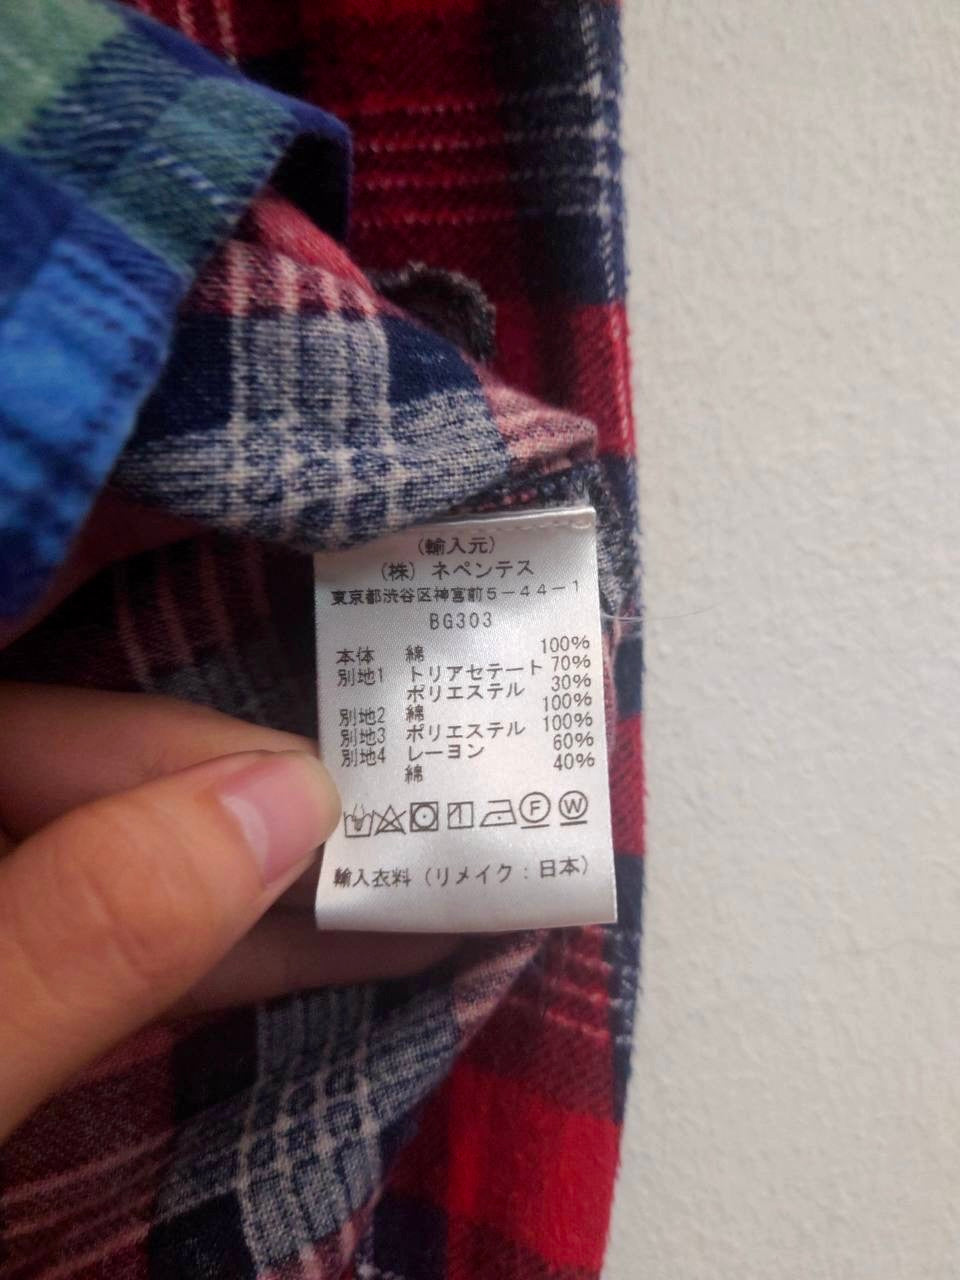 (輸入元)
(株) ネペンテス
東京都渋谷区神宮前5-44-1
BG303
本体 綿 100%
別地1 トリアセテート 70%
ポリエステル 30%
別地2 綿 100%
別地3 ポリエステル 100%
別地4 レーヨン 60%
綿 40%
F W
輸入衣料 (リメイク:日本)